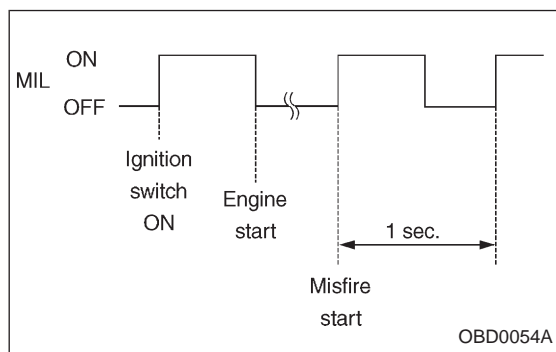 ON
MIL
OFF
Ignition
switch
ON
Engine
start
1 sec.
Misfire
start
OBD0054A